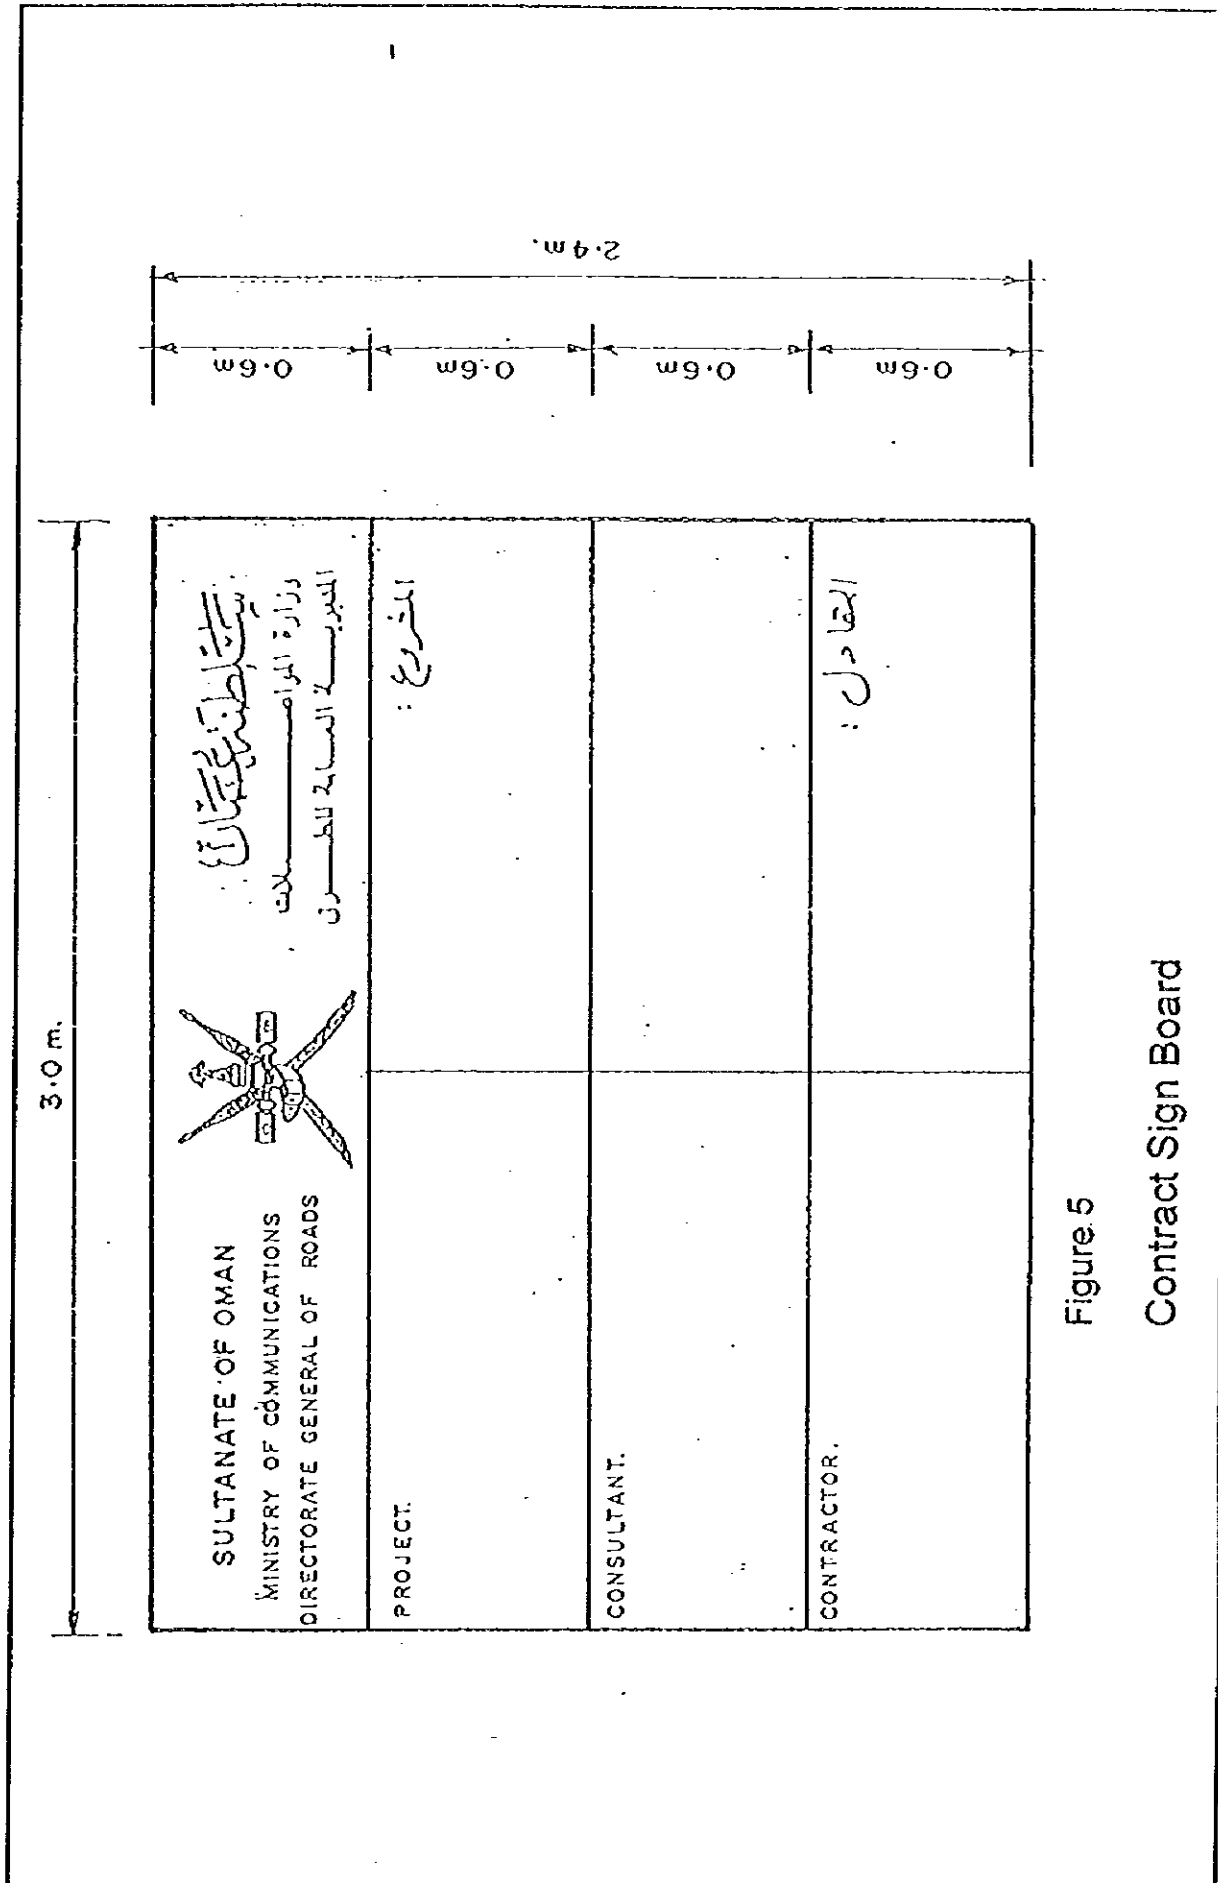 3.0 m.
SULTANATE OF OMAN
MINISTRY OF COMMUNICATIONS
DIRECTORATE GENERAL OF ROADS
سلطنة عمان
وزارة المواصلات
المديرية العامة للطرق
0.6m
PROJECT.
المشروع :
0.6m
CONSULTANT.
0.6m
CONTRACTOR.
المقاول :
0.6m
2.4m.
Figure 5
Contract Sign Board